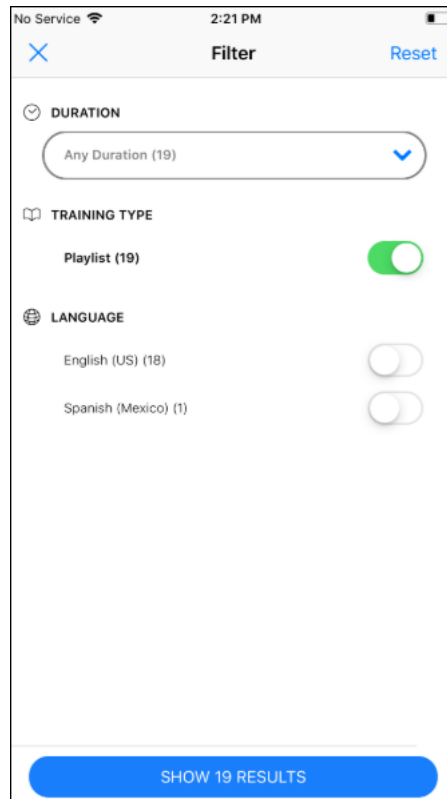 No Service 2:21 PM
Filter Reset
DURATION
Any Duration (19)
TRAINING TYPE
Playlist (19)
LANGUAGE
English (US) (18)
Spanish (Mexico) (1)
SHOW 19 RESULTS